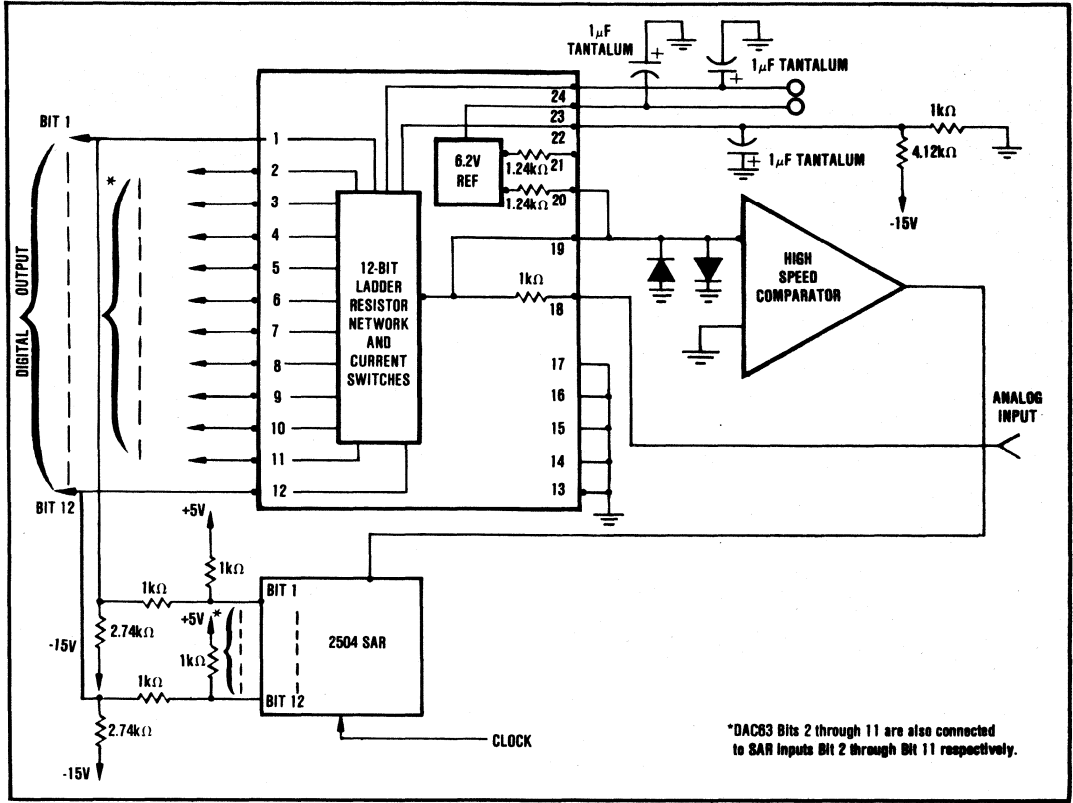 1μF
TANTALUM
+
1μF TANTALUM
+
24
23
22
21
20
19
18
17
16
15
14
13
BIT 1
1
2
3
4
5
6
7
8
9
10
11
12
BIT 12
DIGITAL OUTPUT
*
6.2V
REF
1.24kΩ
1.24kΩ
12-BIT
LADDER
RESISTOR
NETWORK
AND
CURRENT
SWITCHES
1kΩ
+ 1μF TANTALUM
1kΩ
4.12kΩ
-15V
HIGH
SPEED
COMPARATOR
ANALOG
INPUT
+5V
1kΩ
1kΩ
BIT 1
+5V
*
2.74kΩ
-15V
1kΩ
2504 SAR
1kΩ
BIT 12
2.74kΩ
-15V
CLOCK
*DAC63 Bits 2 through 11 are also connected
to SAR inputs Bit 2 through Bit 11 respectively.